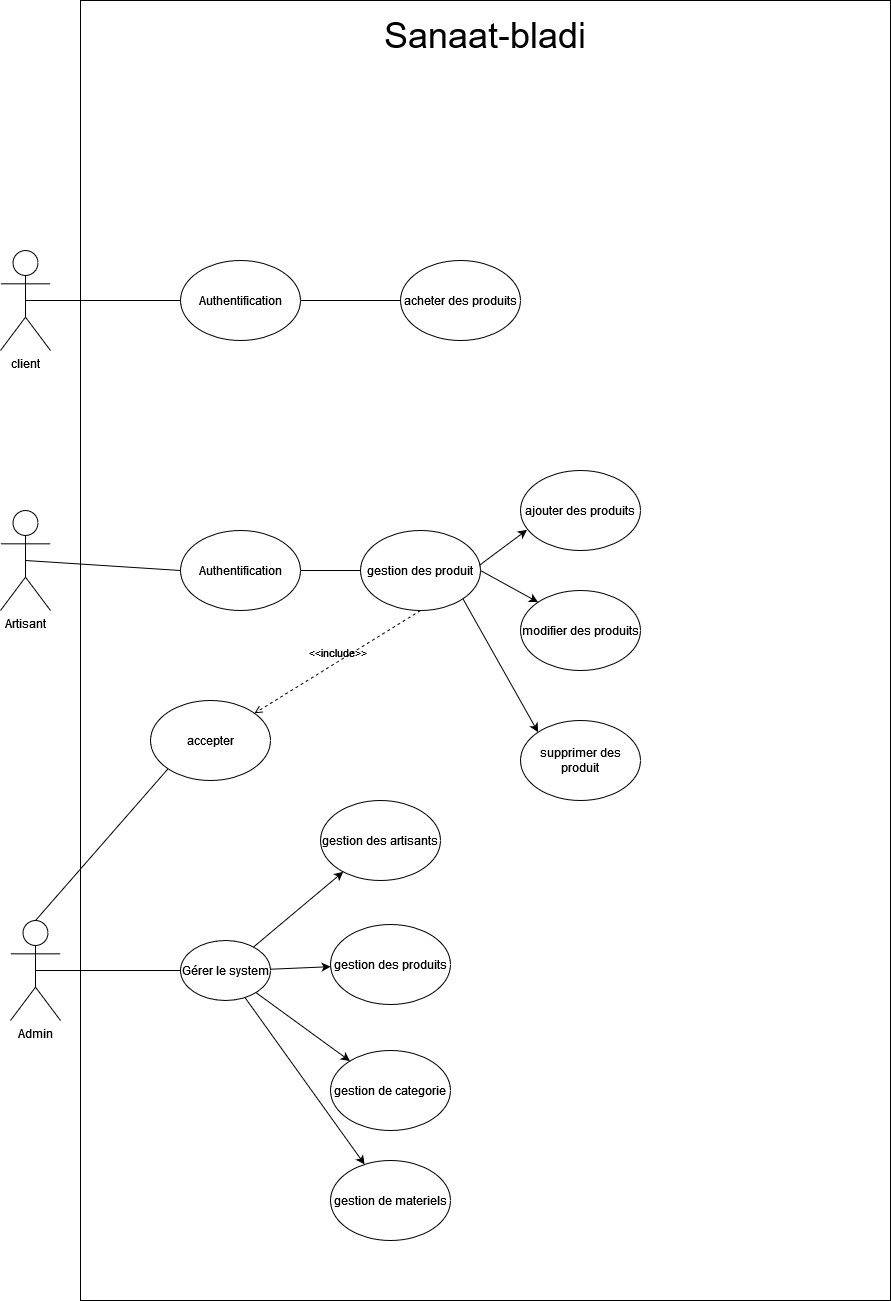 Sanaat-bladi
client
Authentification
acheter des produits
Artisant
Authentification
gestion des produit
ajouter des produits
modifier des produits
supprimer des
produit
<<include>>
accepter
gestion des artisants
Admin
Gérer le system
gestion des produits
gestion de categorie
gestion de materiels